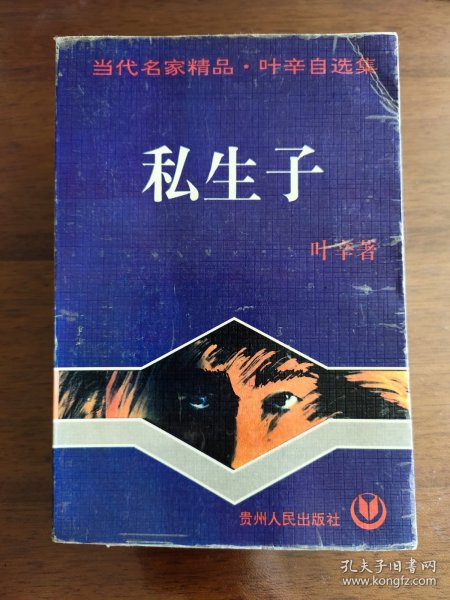 当代名家精品·叶辛自选集
私生子
叶辛著
贵州人民出版社
孔夫子旧书网
www.kongfz.com